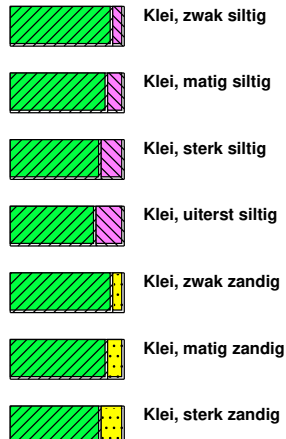 Klei, zwak siltig
Klei, matig siltig
Klei, sterk siltig
Klei, uiterst siltig
Klei, zwak zandig
Klei, matig zandig
Klei, sterk zandig